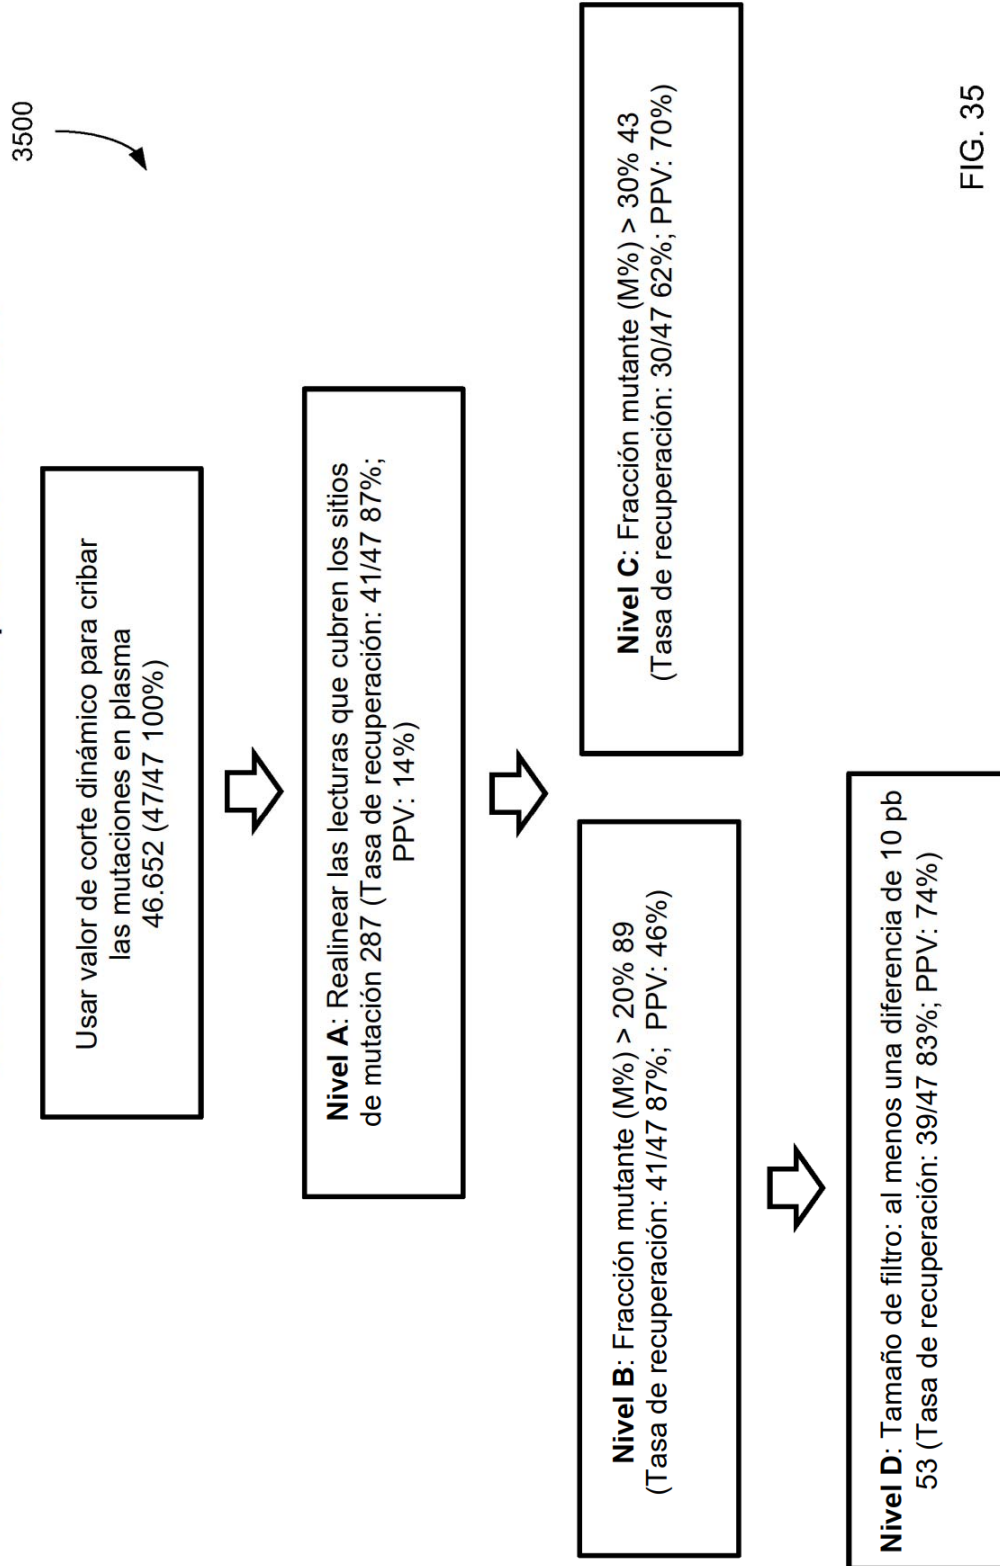 3500
Usar valor de corte dinámico para cribar
las mutaciones en plasma
46.652 (47/47 100%)
Nivel A: Realinear las lecturas que cubren los sitios
de mutación 287 (Tasa de recuperación: 41/47 87%;
PPV: 14%)
Nivel B: Fracción mutante (M%) > 20% 89
(Tasa de recuperación: 41/47 87%; PPV: 46%)
Nivel C: Fracción mutante (M%) > 30% 43
(Tasa de recuperación: 30/47 62%; PPV: 70%)
Nivel D: Tamaño de filtro: al menos una diferencia de 10 pb
53 (Tasa de recuperación: 39/47 83%; PPV: 74%)
FIG. 35